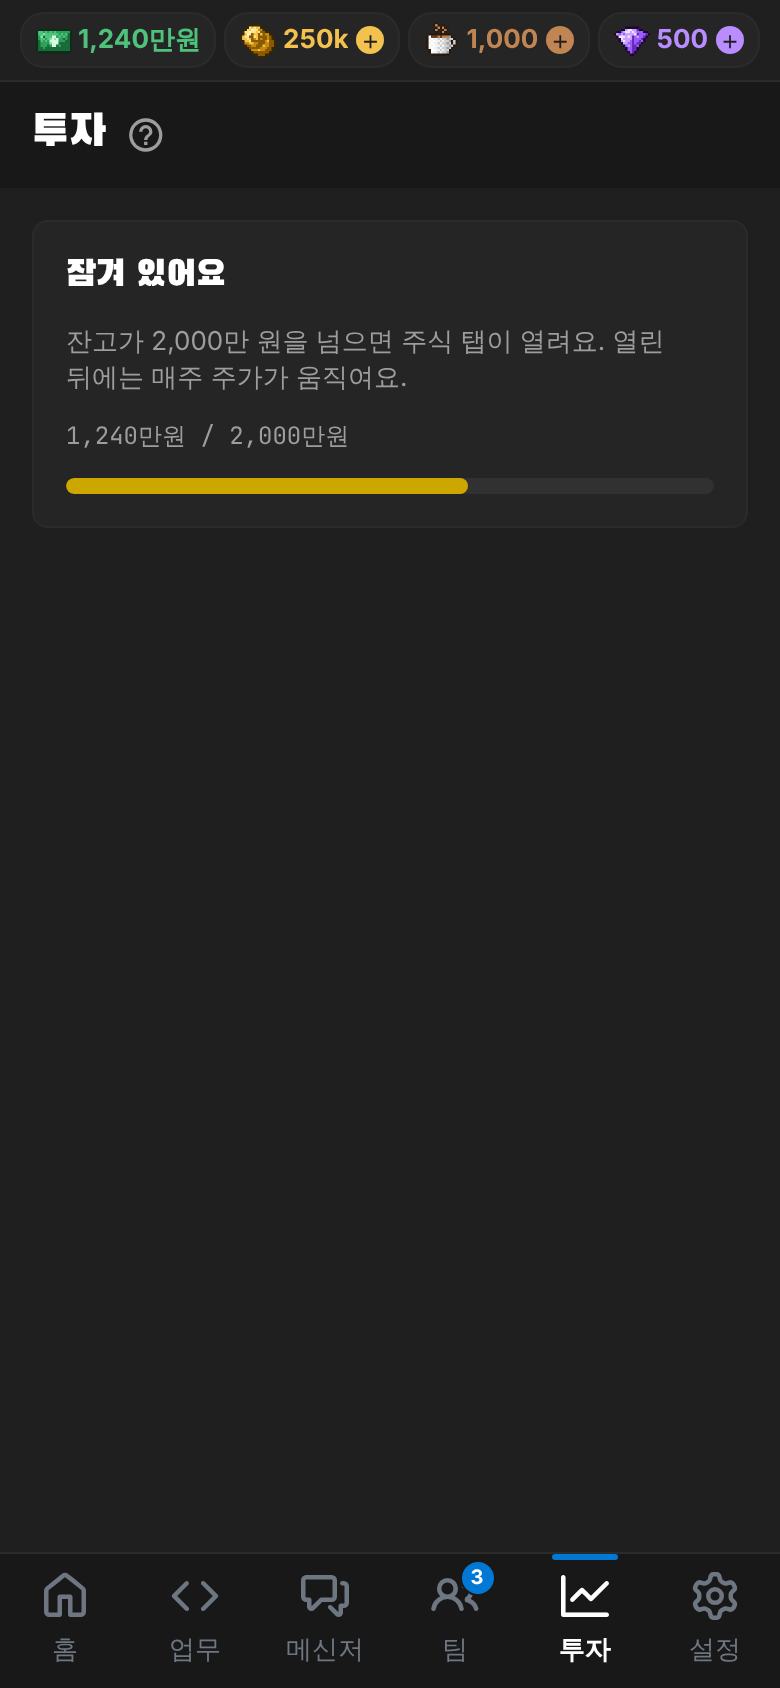 1,240만원 250k 1,000 500
투자
잠겨 있어요
잔고가 2,000만 원을 넘으면 주식 탭이 열려요. 열린
뒤에는 매주 주가가 움직여요.
1,240만원 / 2,000만원
3
홈 업무 메신저 팀 투자 설정